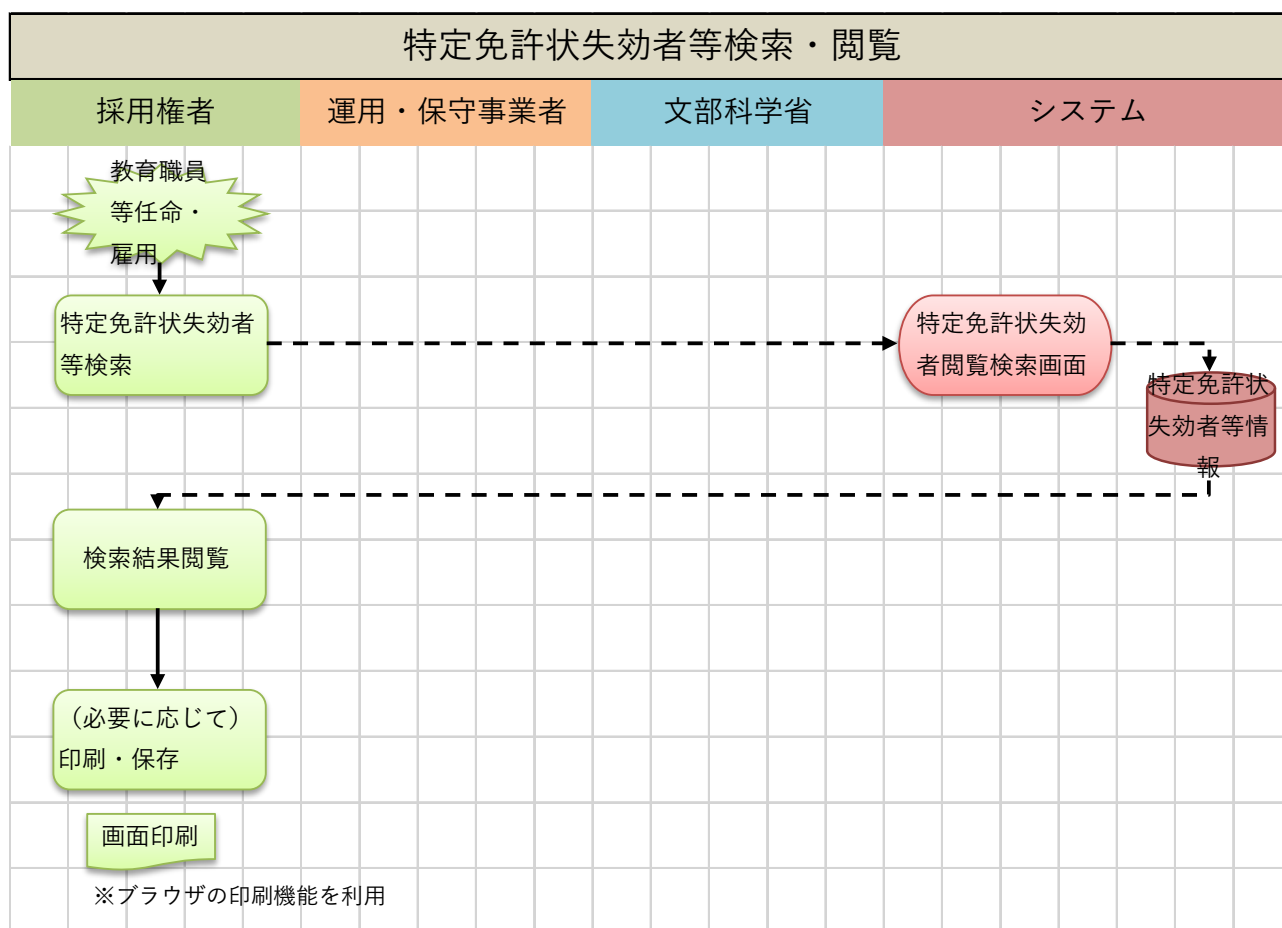 特定免許状失効者等検索・閲覧
採用権者
運用・保守事業者
文部科学省
システム
教育職員
等任命・
雇用
特定免許状失効者
等検索
特定免許状失効
者閲覧検索画面
特定免許状
失効者等情
報
検索結果閲覧
（必要に応じて）
印刷・保存
画面印刷
※ブラウザの印刷機能を利用